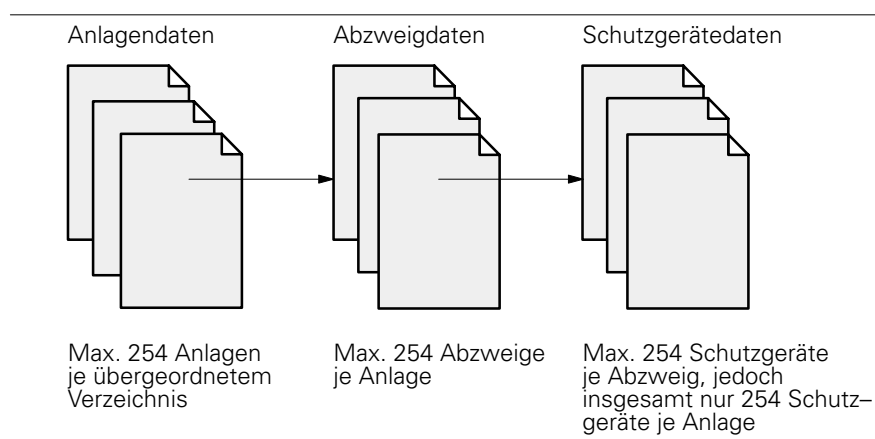 Anlagendaten
Abzweigdaten
Schutzgerätedaten
Max. 254 Anlagen
je übergeordnetem
Verzeichnis
Max. 254 Abzweige
je Anlage
Max. 254 Schutzgeräte
je Abzweig, jedoch
insgesamt nur 254 Schutz–
geräte je Anlage